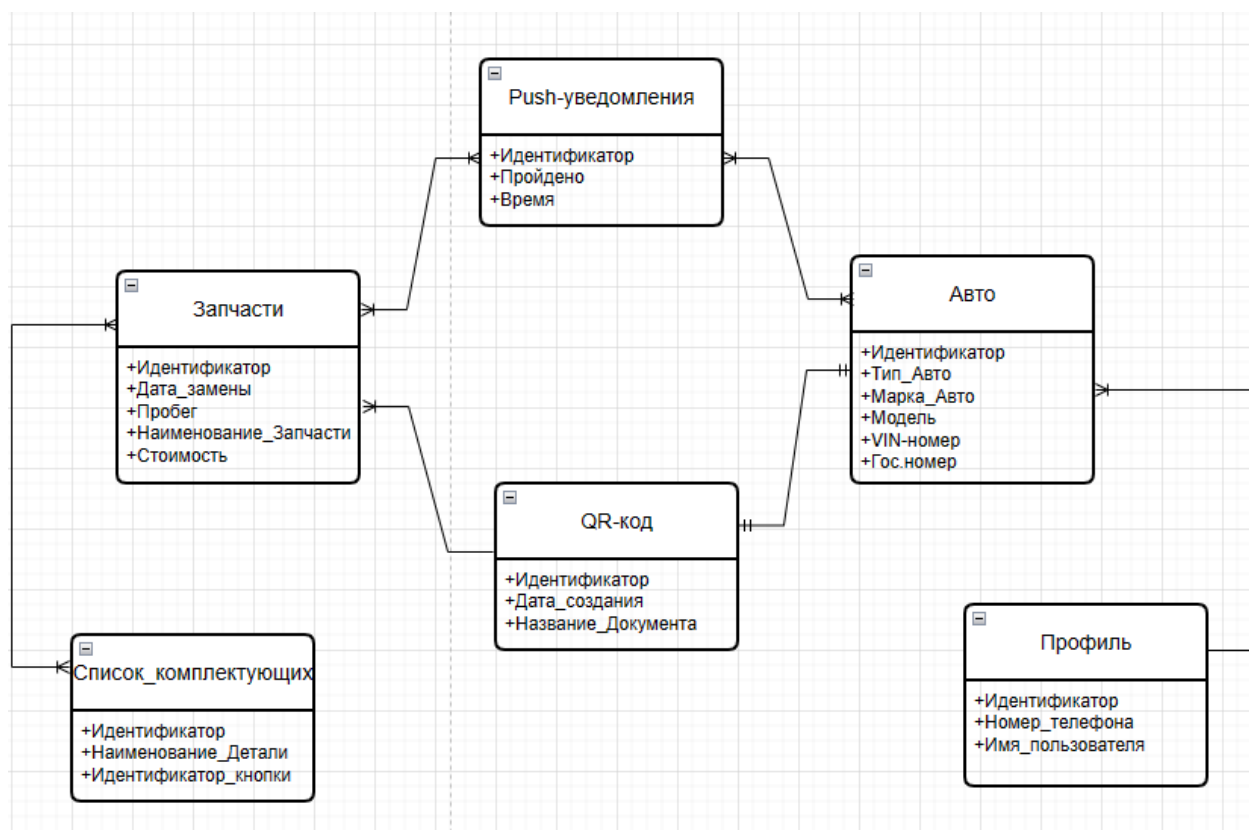 Push-уведомления
+Идентификатор
+Пройдено
+Время
Запчасти
+Идентификатор
+Дата_замены
+Пробег
+Наименование_Запчасти
+Стоимость
Авто
+Идентификатор
+Тип_Авто
+Марка_Авто
+Модель
+VIN-номер
+Гос.номер
QR-код
+Идентификатор
+Дата_создания
+Название_Документа
Список_комплектующих
+Идентификатор
+Наименование_Детали
+Идентификатор_кнопки
Профиль
+Идентификатор
+Номер_телефона
+Имя_пользователя